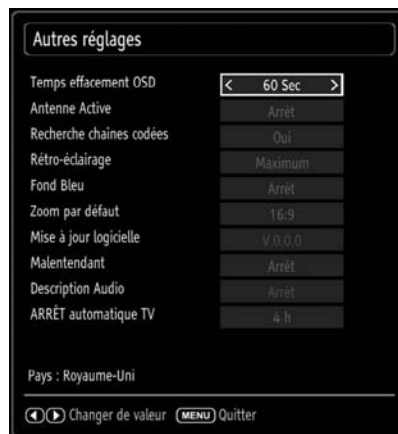 Autres réglages
Temps effacement OSD < 60 Sec >
Antenne Active Arrêt
Recherche chaines codées Oui
Rétro-éclairage Maximum
Fond Bleu Arrêt
Zoom par défaut 16:9
Mise à jour logicielle V.0.0.0
Malentendant Arrêt
Description Audio Arrêt
ARRÊT automatique TV 4 h
Pays : Royaume-Uni
Changer de valeur MENU Quitter